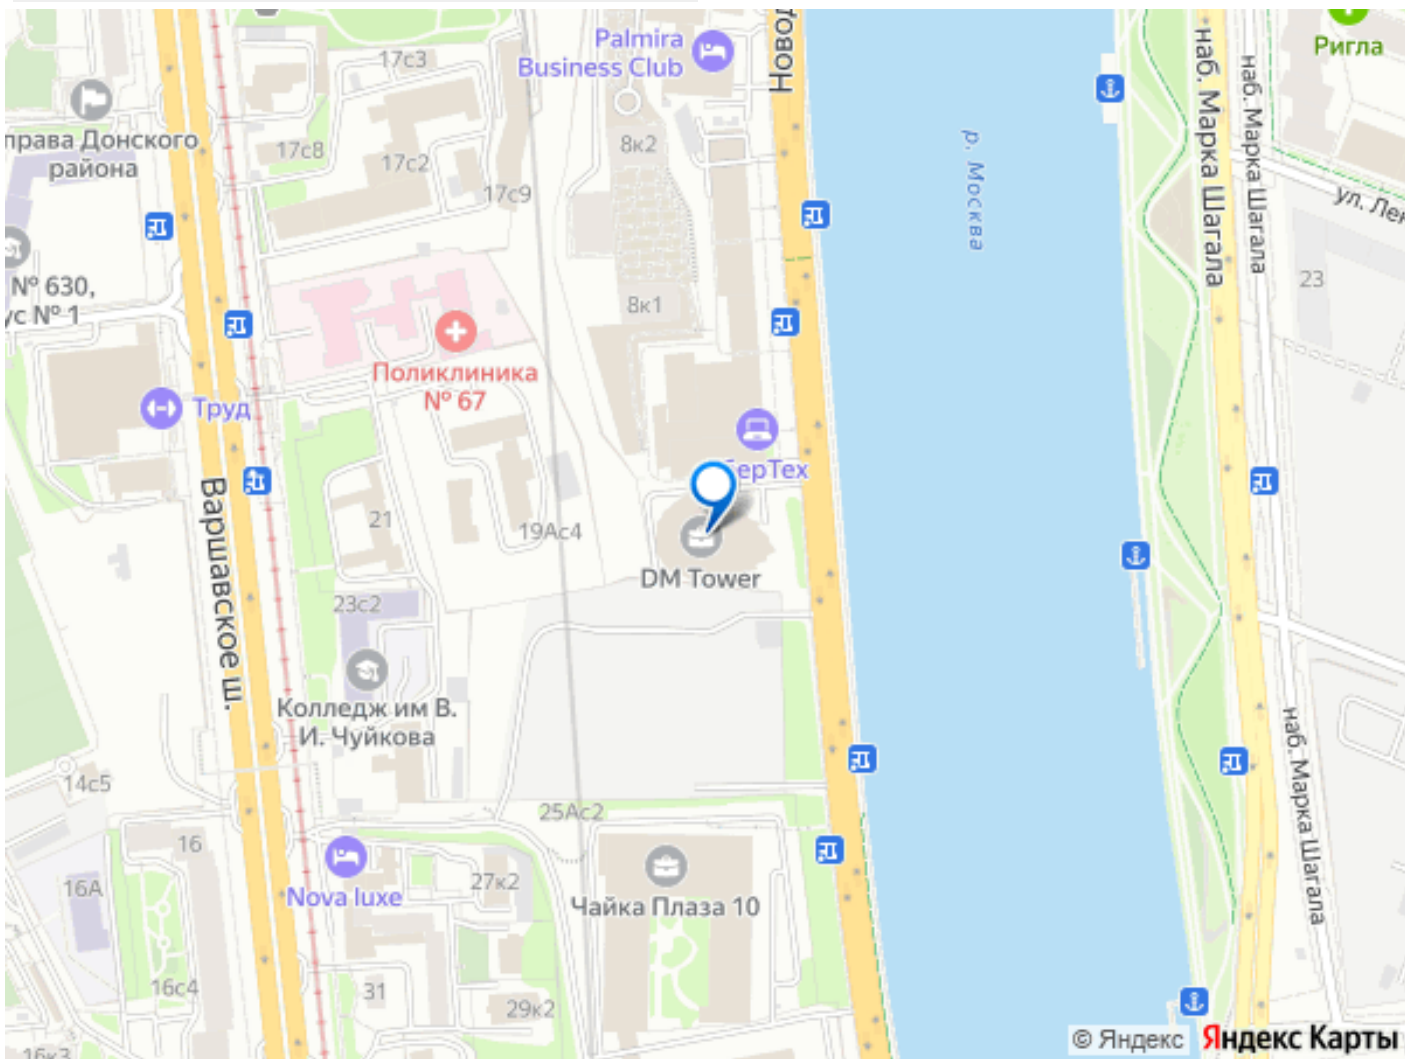 Palmira
Business Club
Новод
наб. Марка Шагала
наб. Марка Шагала
Ригла
17с3
права Донского
района
17с8
17с2
17с9
8к2
р. Москва
ул. Лен
№ 630,
ус № 1
8к1
23
Поликлиника
№ 67
Труд
берТех
Варшавское ш.
21
19Ас4
DM Tower
23с2
Колледж им В.
И. Чуйкова
наб. Марка Шагала
14с5
25Ас2
16
16А
Nova luxe
27к2
Чайка Плаза 10
16с4
31
29к2
16к3
© Яндекс
Яндекс Карты